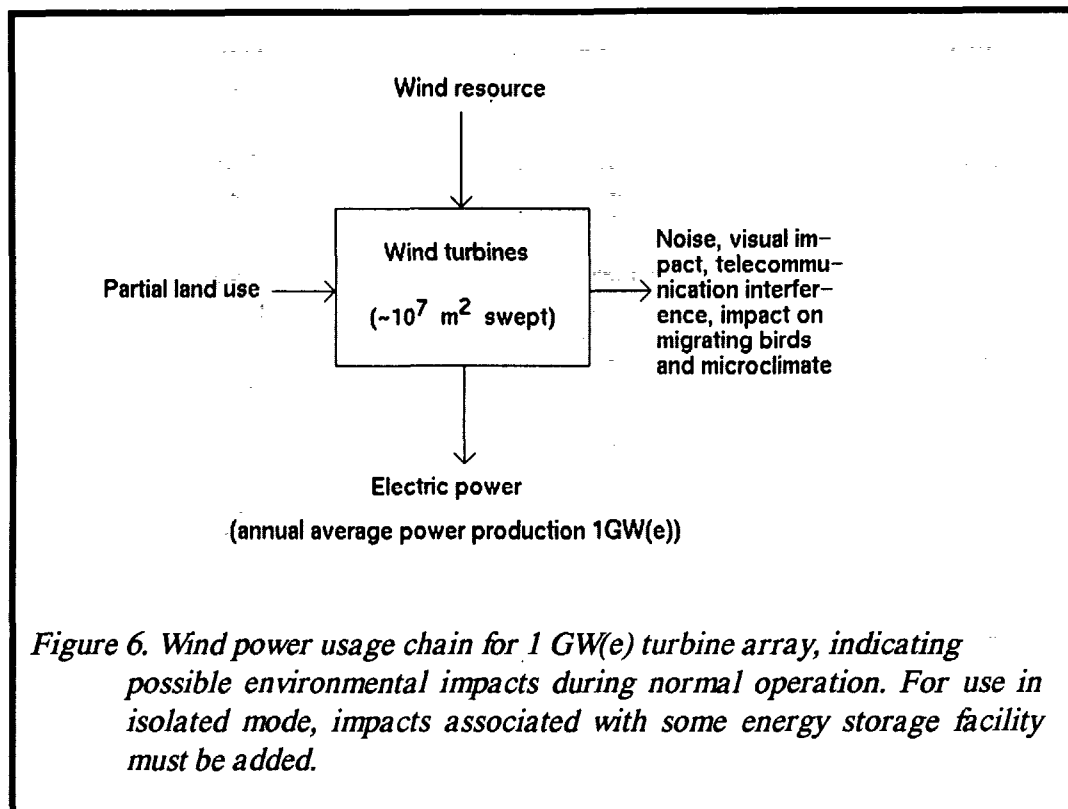 Wind resource
Partial land use
Wind turbines
(~10⁷ m² swept)
Noise, visual im-
pact, telecommu-
nication interfer-
ence, impact on
migrating birds
and microclimate
Electric power
(annual average power production 1GW(e))
Figure 6. Wind power usage chain for 1 GW(e) turbine array, indicating
possible environmental impacts during normal operation. For use in
isolated mode, impacts associated with some energy storage facility
must be added.